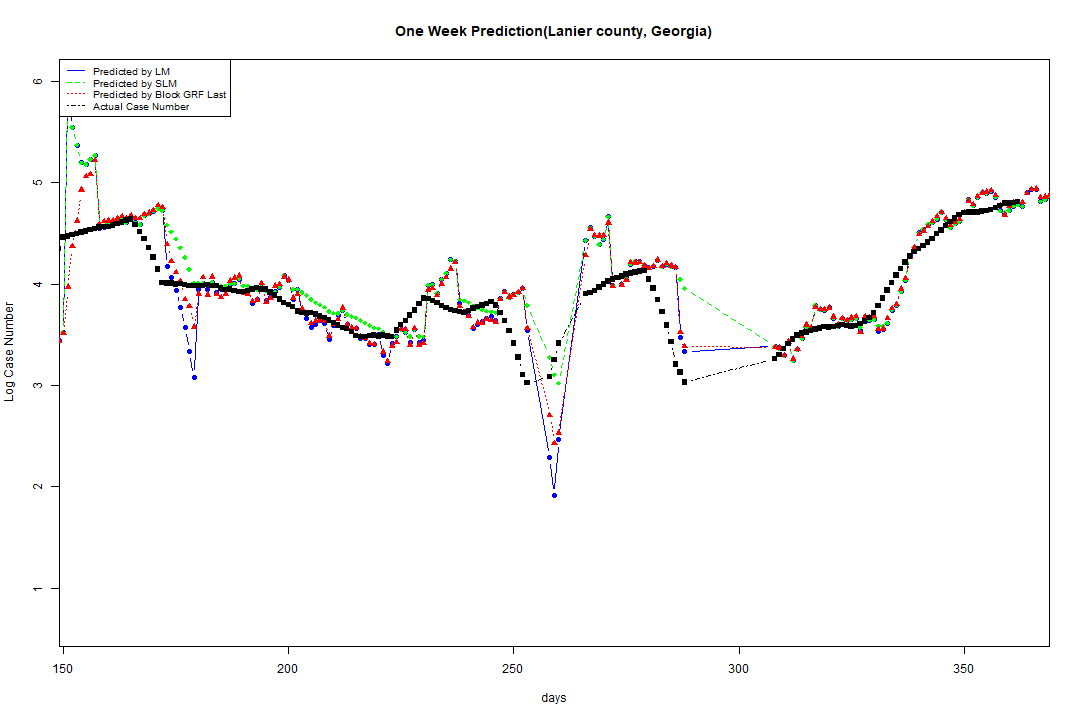 One Week Prediction(Lanier county, Georgia)
Predicted by LM
Predicted by SLM
Predicted by Block GRF Last
Actual Case Number
Log Case Number
6
5
4
3
2
1
150 200 250 300 350
days